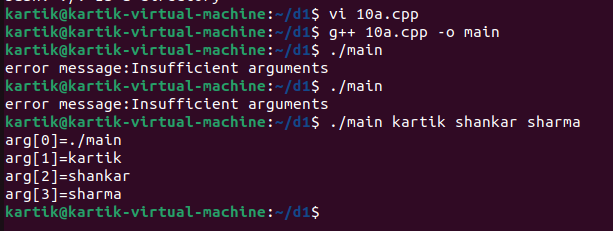 kartik@kartik-virtual-machine:~/d1$ vi 10a.cpp
kartik@kartik-virtual-machine:~/d1$ g++ 10a.cpp -o main
kartik@kartik-virtual-machine:~/d1$ ./main
error message:Insufficient arguments
kartik@kartik-virtual-machine:~/d1$ ./main
error message:Insufficient arguments
kartik@kartik-virtual-machine:~/d1$ ./main kartik shankar sharma
arg[0]=./main
arg[1]=kartik
arg[2]=shankar
arg[3]=sharma
kartik@kartik-virtual-machine:~/d1$